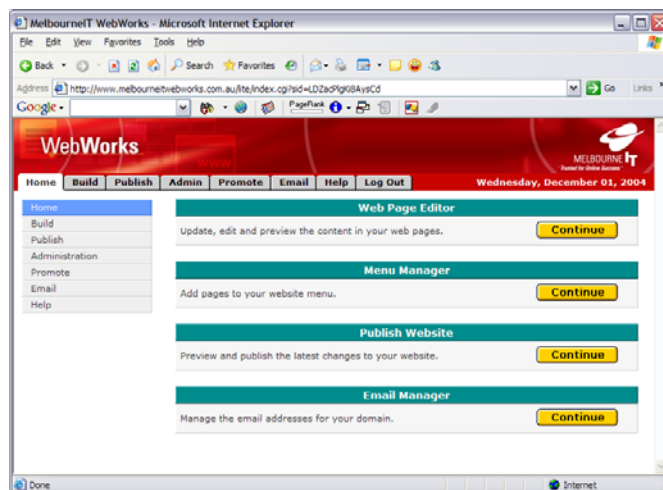 MelbourneIT WebWorks - Microsoft Internet Explorer
File Edit View Favorites Tools Help
Back Search Favorites
Address http://www.melbourneitwebworks.com.au/lite/index.cgi?sid= Go Links
Google PageRank
WebWorks
www
MELBOURNE IT
Home Build Publish Admin Promote Email Help Log Out Wednesday, December 01, 2004
Home
Build
Publish
Administration
Promote
Email
Help
Web Page Editor
Update, edit and preview the content in your web pages. Continue
Menu Manager
Add pages to your website menu. Continue
Publish Website
Preview and publish the latest changes to your website. Continue
Email Manager
Manage the email addresses for your domain. Continue
Done Internet